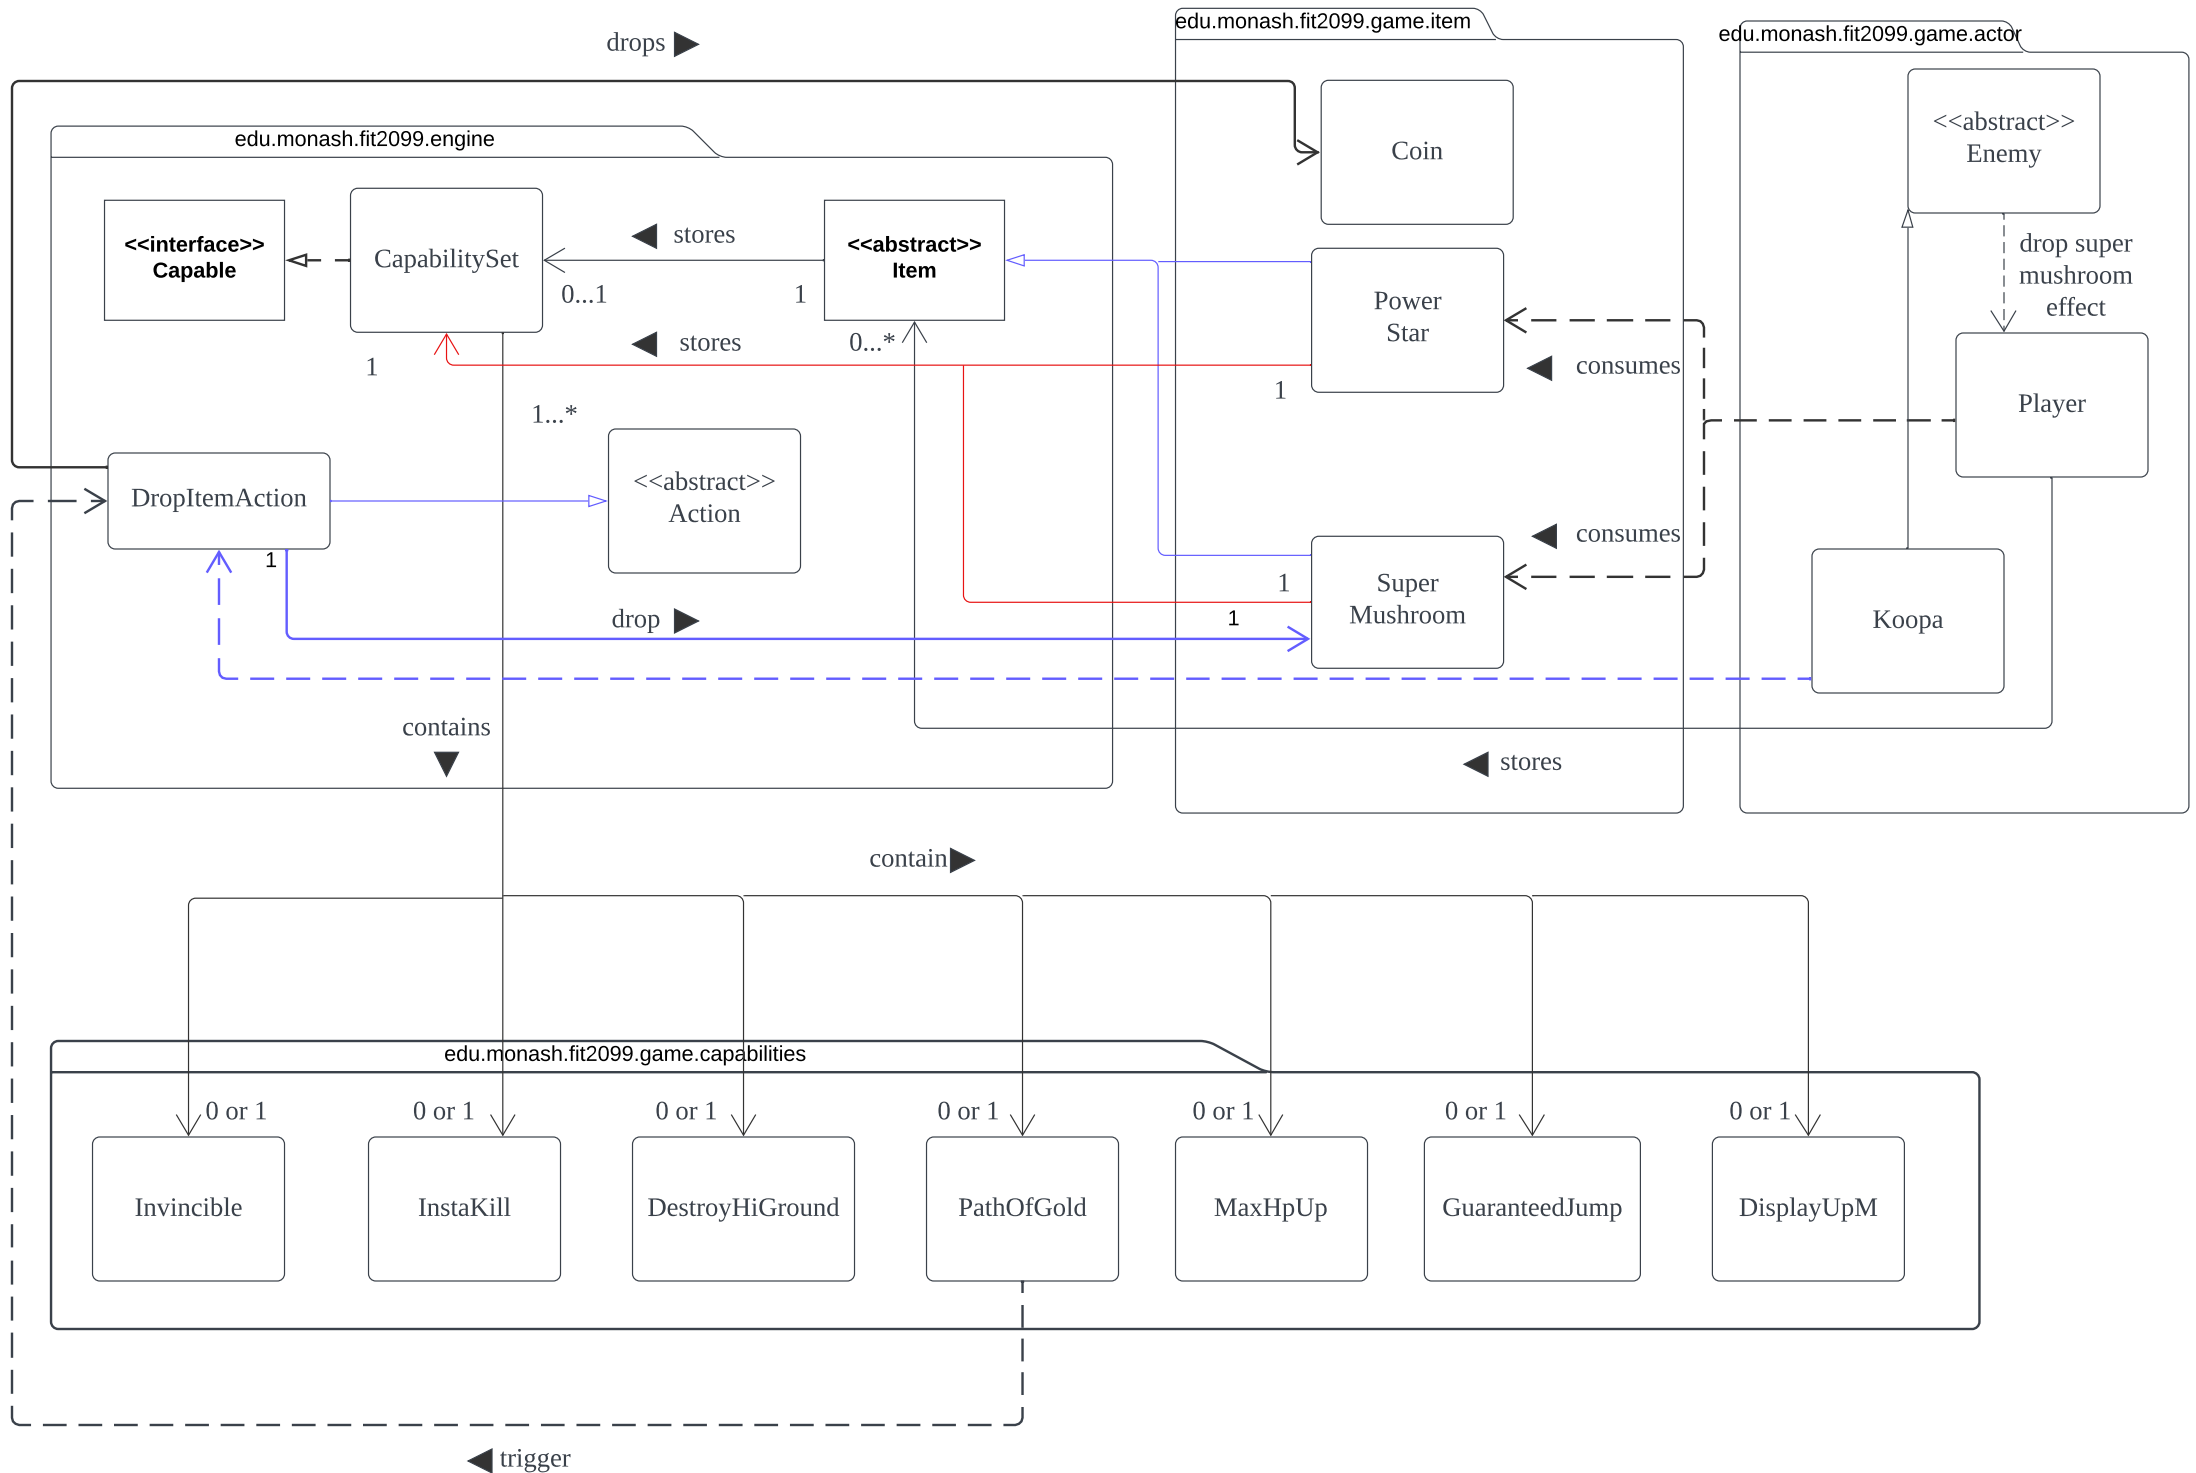 edu.monash.fit2099.game.item
edu.monash.fit2099.game.actor
drops
<<abstract>>
Enemy
edu.monash.fit2099.engine
Coin
<<interface>>
Capable
CapabilitySet
stores
<<abstract>>
Item
drop super
mushroom
effect
0...1
1
Power
Star
stores
0...*
1
consumes
1
Player
1...*
<<abstract>>
Action
DropItemAction
consumes
1
1
Super
Mushroom
drop
1
Koopa
contains
stores
contain
edu.monash.fit2099.game.capabilities
0 or 1
0 or 1
0 or 1
0 or 1
0 or 1
0 or 1
0 or 1
Invincible
InstaKill
DestroyHiGround
PathOfGold
MaxHpUp
GuaranteedJump
DisplayUpM
trigger